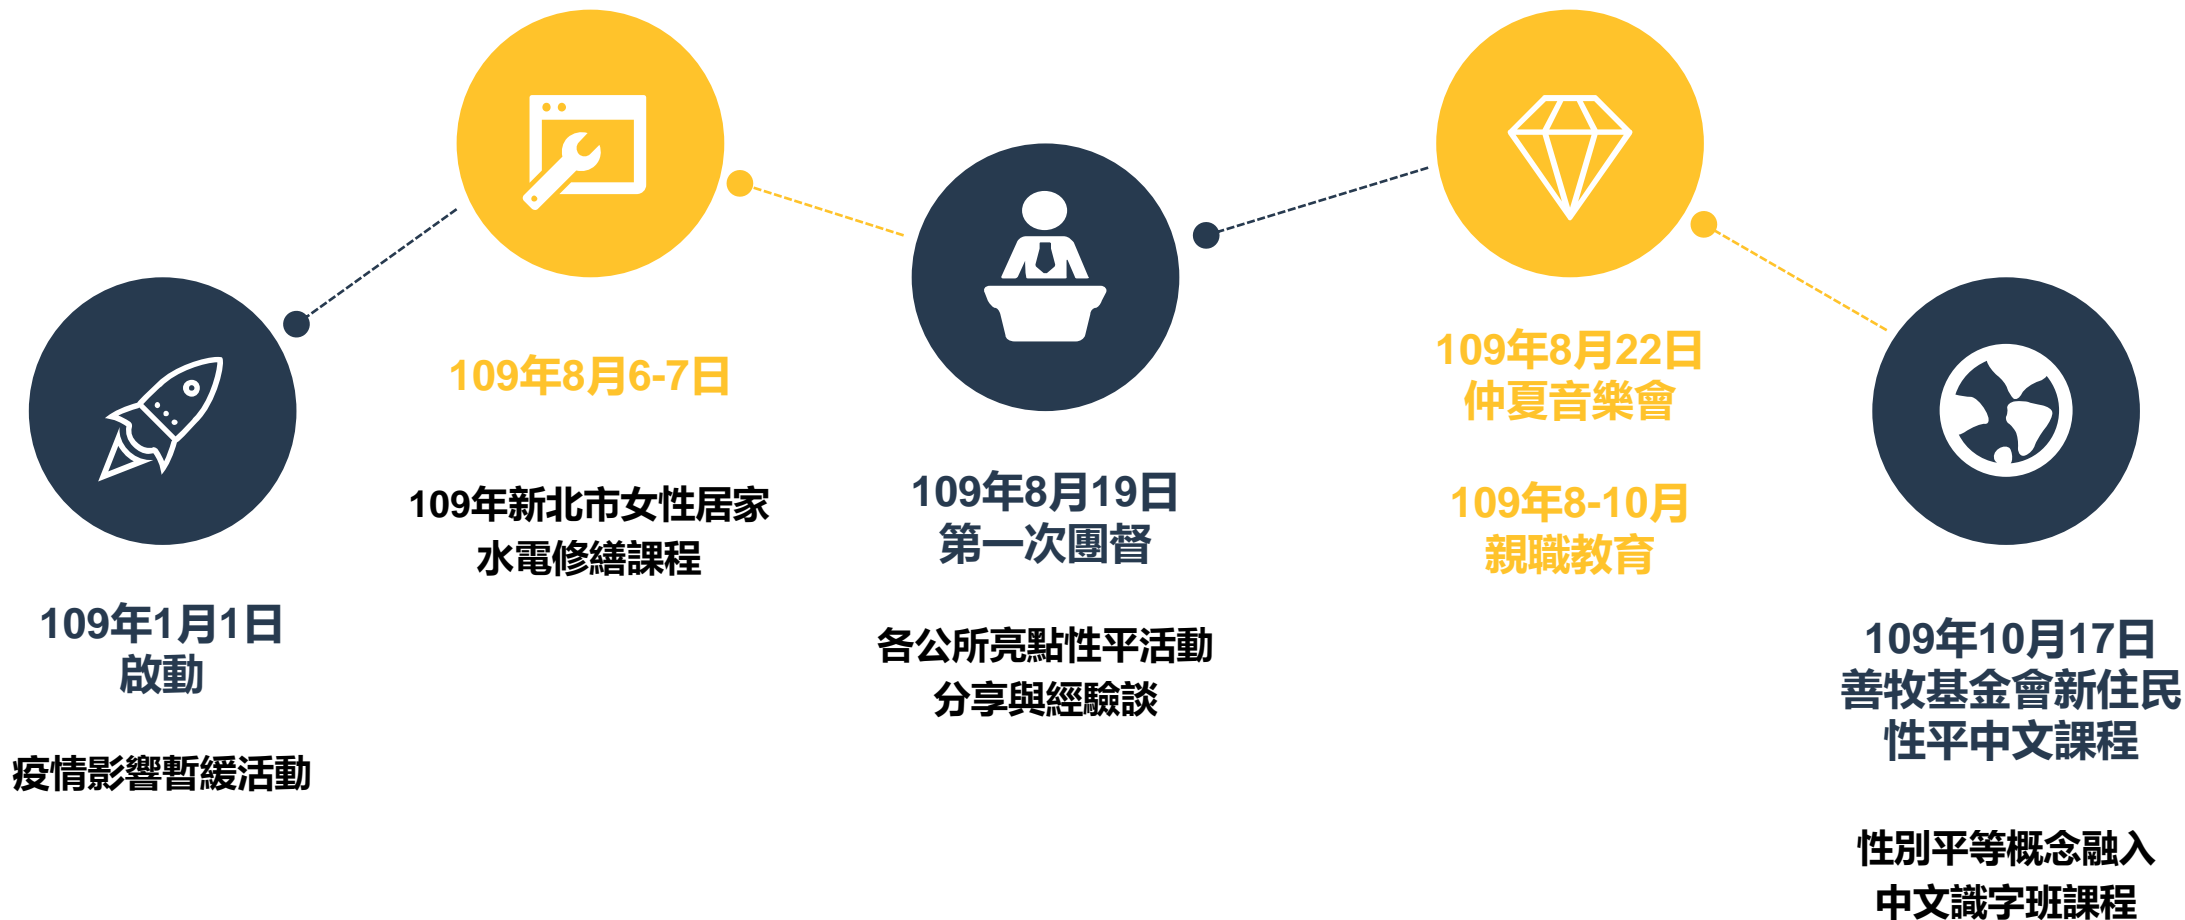 109年1月1日
啟動
疫情影響暫緩活動
109年8月6-7日
109年新北市女性居家
水電修繕課程
109年8月19日
第一次團督
各公所亮點性平活動
分享與經驗談
109年8月22日
仲夏音樂會
109年8-10月
親職教育
109年10月17日
善牧基金會新住民
性平中文課程
性別平等概念融入
中文識字班課程